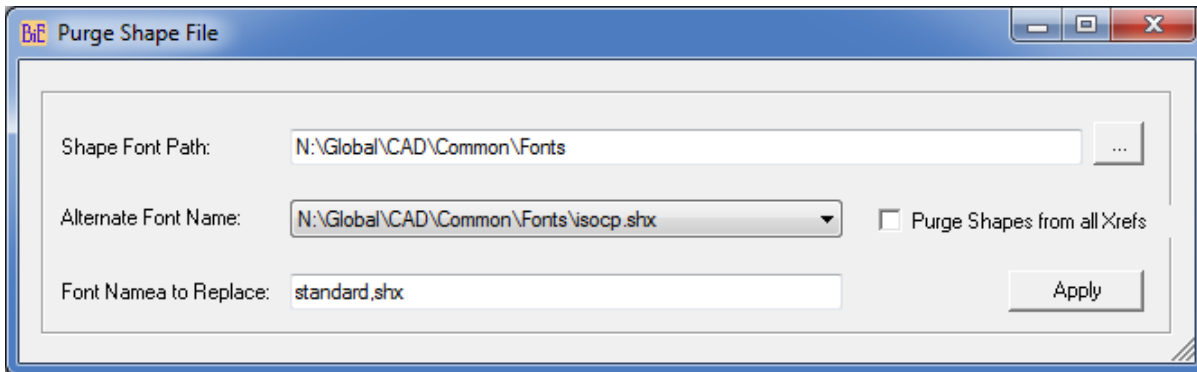 BiE Purge Shape File
Shape Font Path: N:\Global\CAD\Common\Fonts ...
Alternate Font Name: N:\Global\CAD\Common\Fonts\isocp.shx Purge Shapes from all Xrefs
Font Namea to Replace: standard,shx Apply